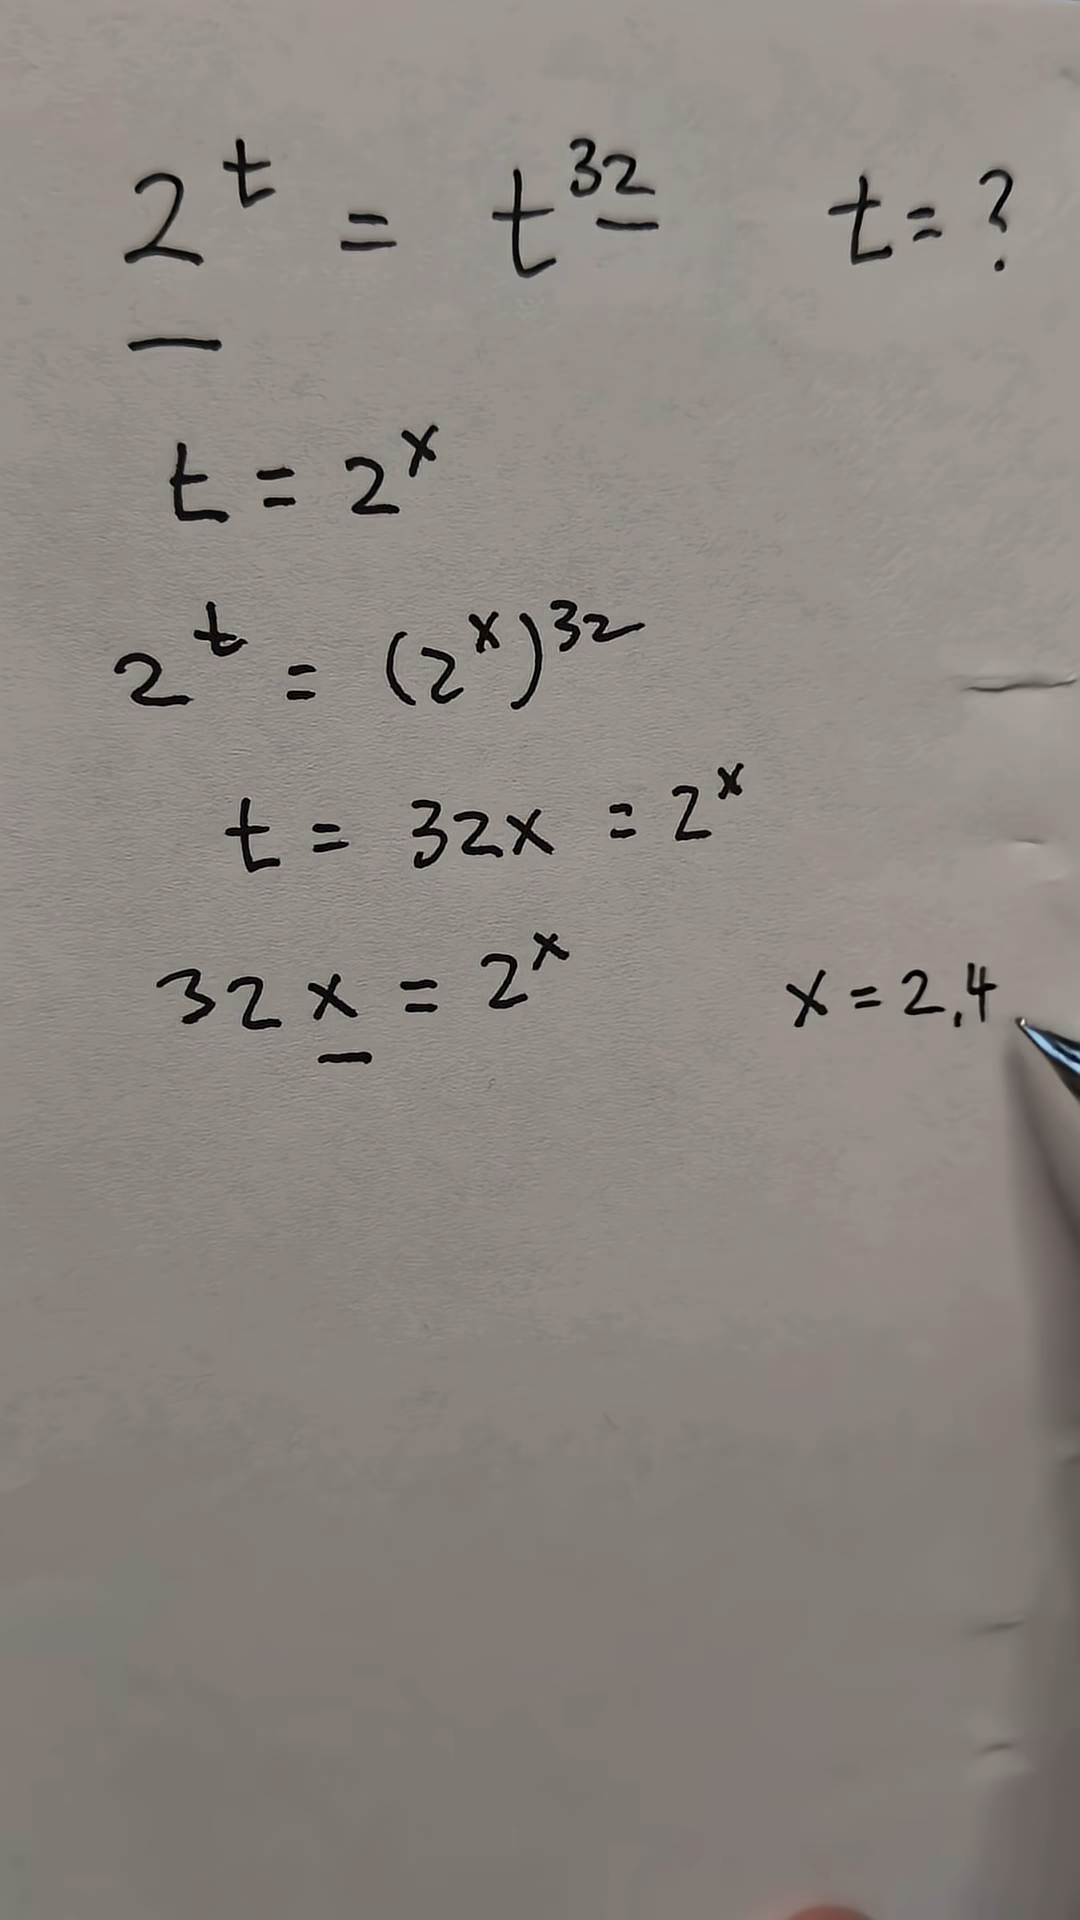 2^t = t^32 t = ?
t = 2^x
2^t = (2^x)^32
t = 32x = 2^x
32x = 2^x x = 2,4